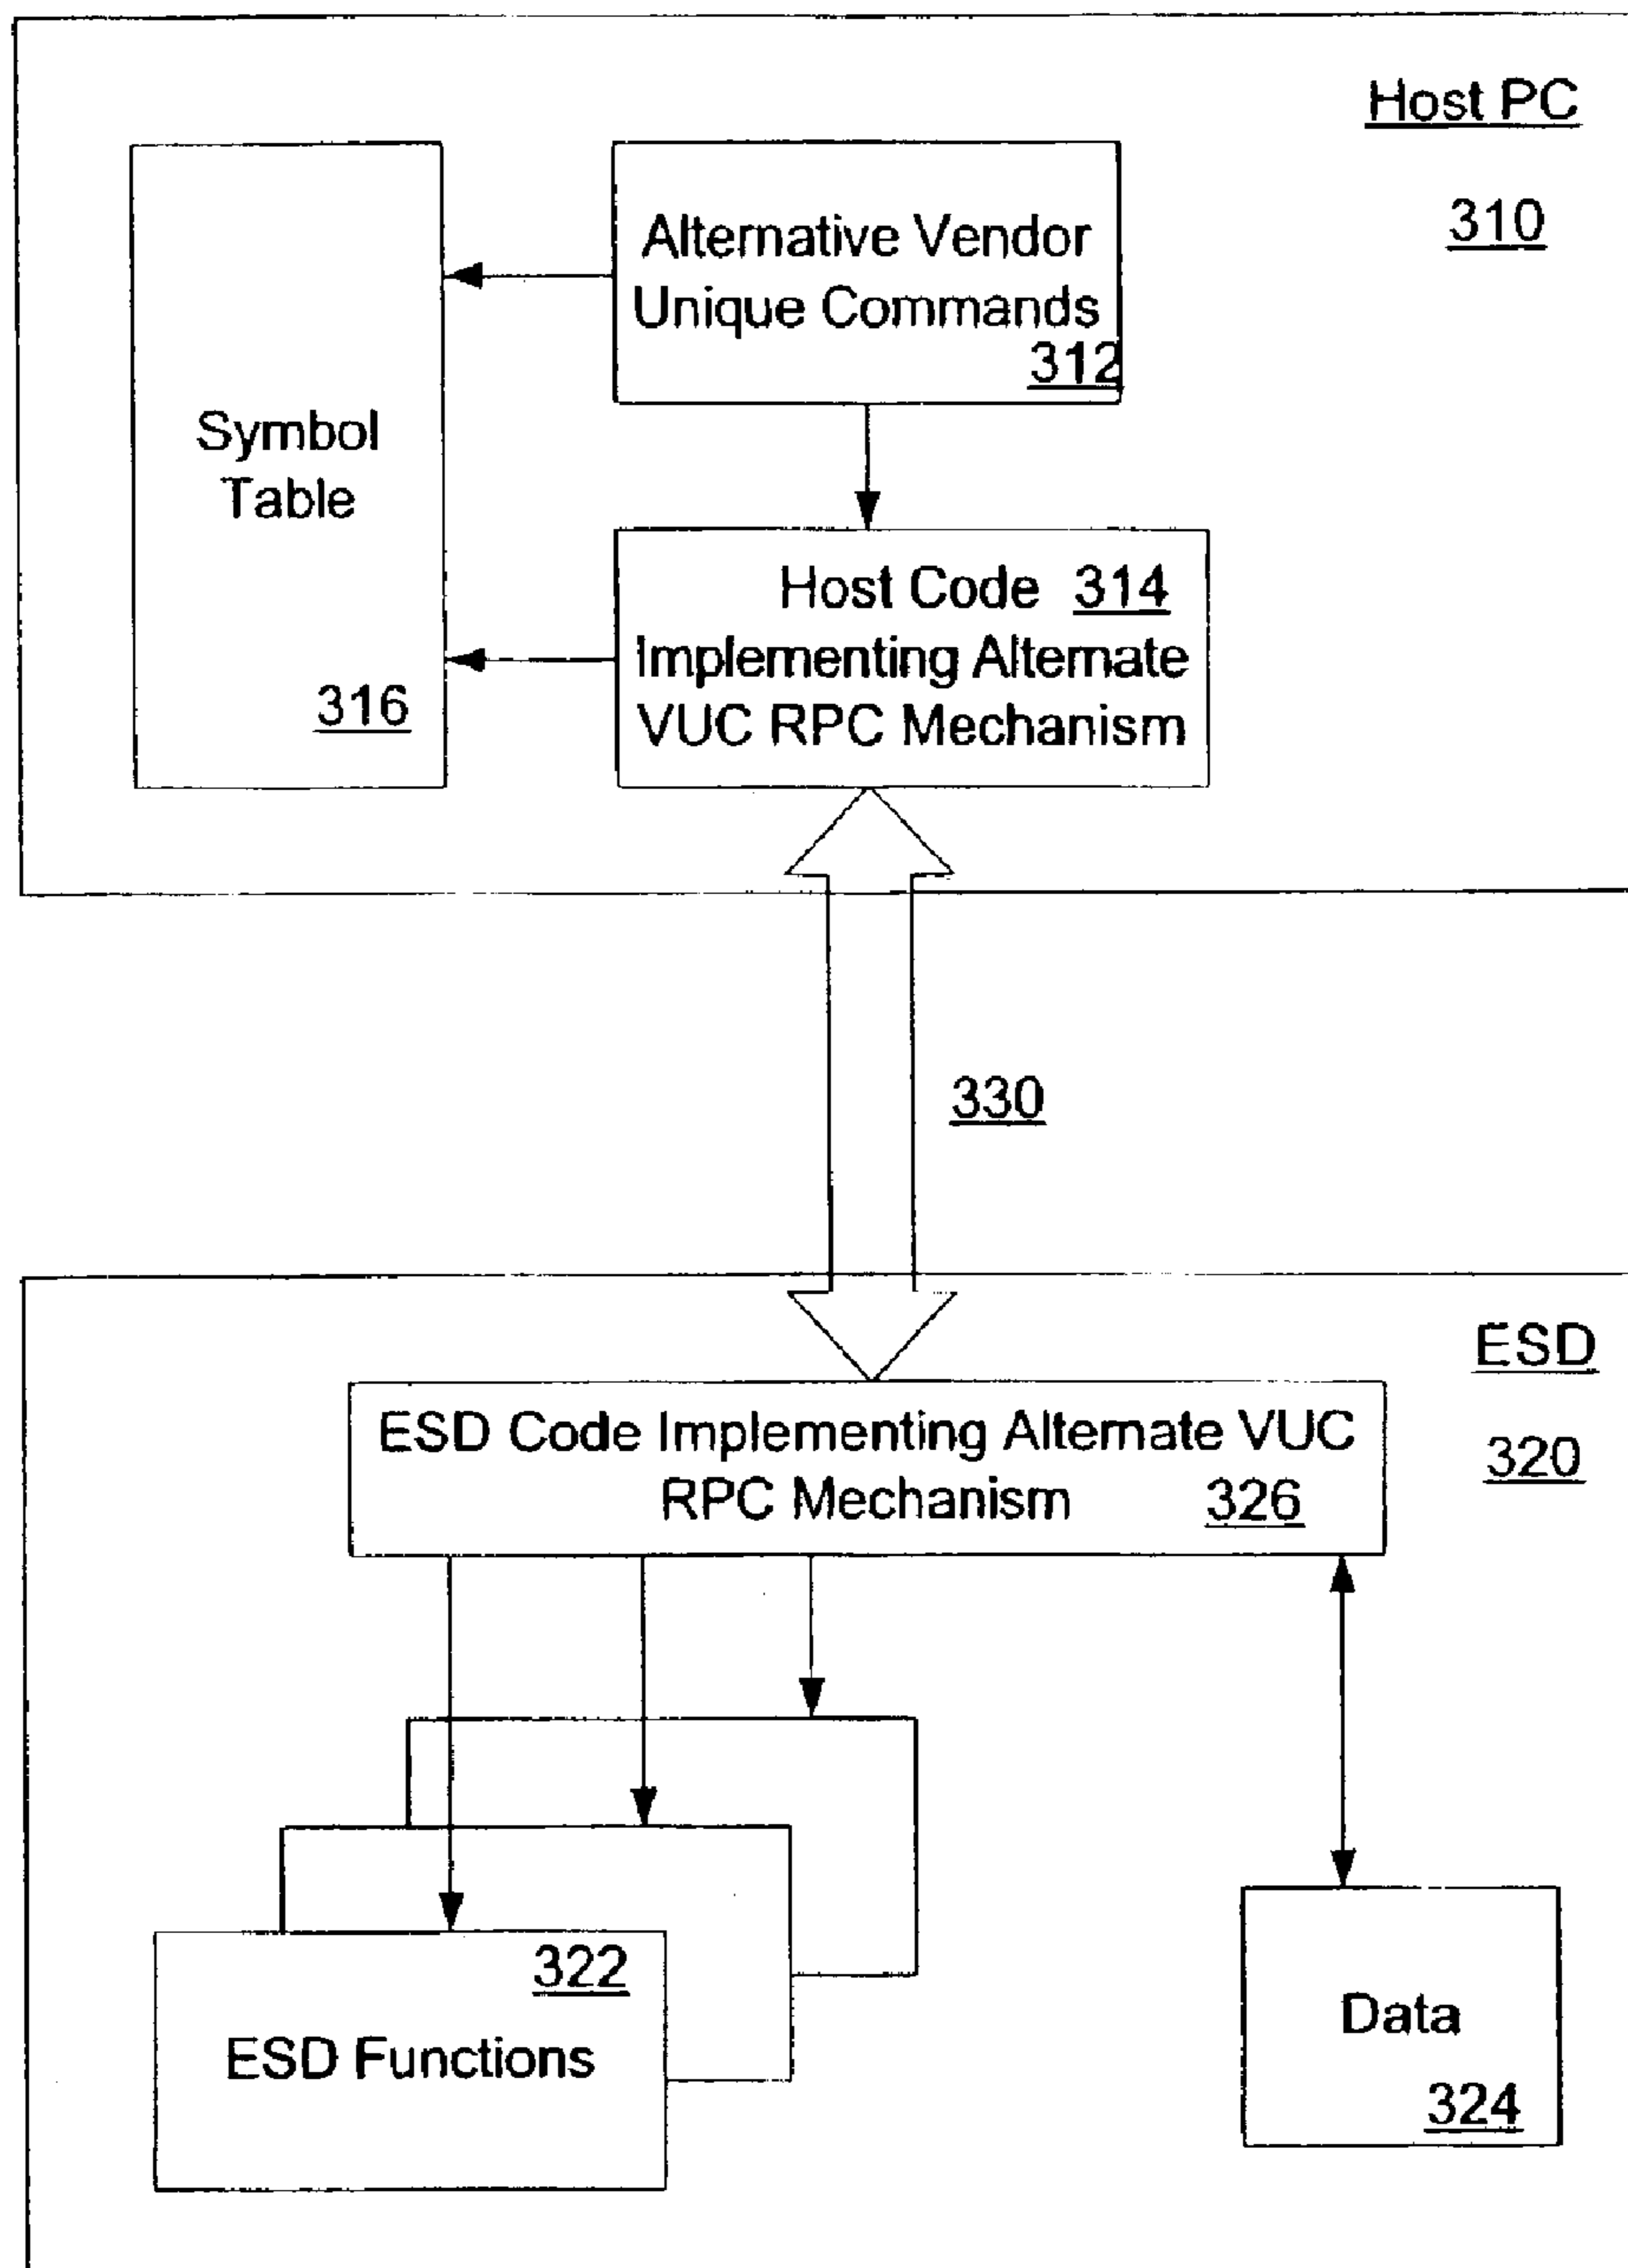 Host PC
310
Alternative Vendor
Unique Commands
312
Symbol
Table
316
Host Code 314
Implementing Alternate
VUC RPC Mechanism
330
ESD
320
ESD Code Implementing Alternate VUC
RPC Mechanism 326
322
ESD Functions
Data
324